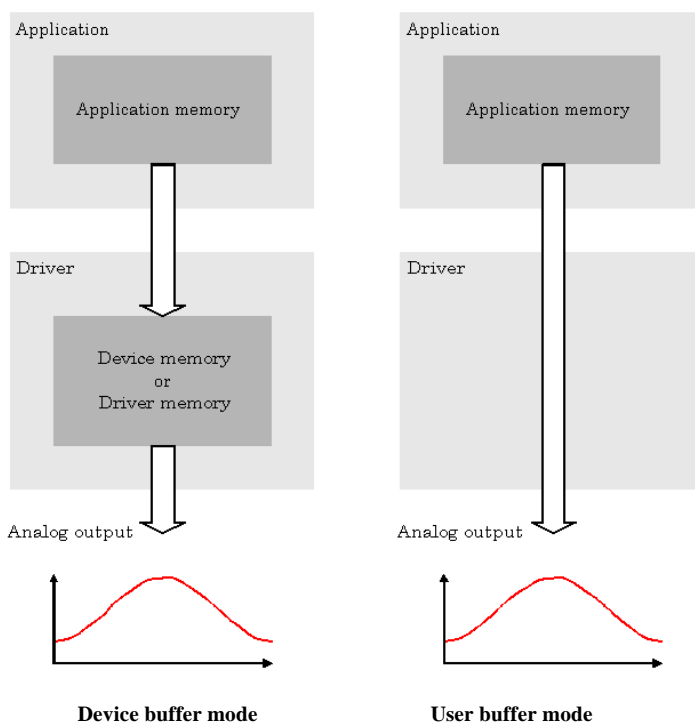 Application
Application memory
Driver
Device memory
or
Driver memory
Analog output
Device buffer mode
Application
Application memory
Driver
Analog output
User buffer mode